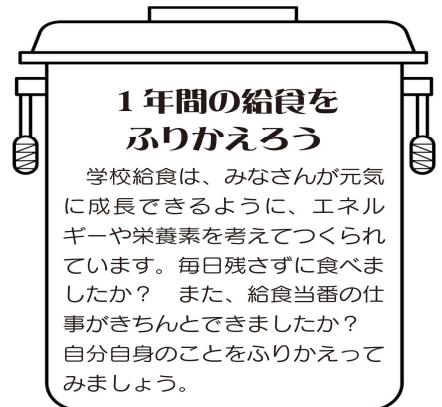 1年間の給食を
ふりかえろう
　学校給食は、みなさんが元気
に成長できるように、エネル
ギーや栄養素を考えてつくられ
ています。毎日残さずに食べま
したか？　また、給食当番の仕
事がきちんとできましたか？
自分自身のことをふりかえって
みましょう。